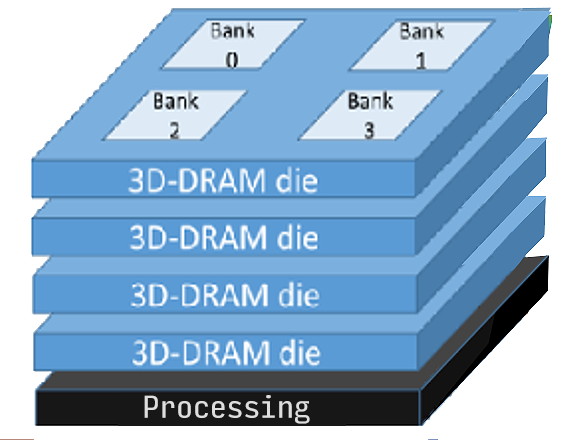 Bank
0
Bank
1
Bank
2
Bank
3
3D-DRAM die
3D-DRAM die
3D-DRAM die
3D-DRAM die
Processing